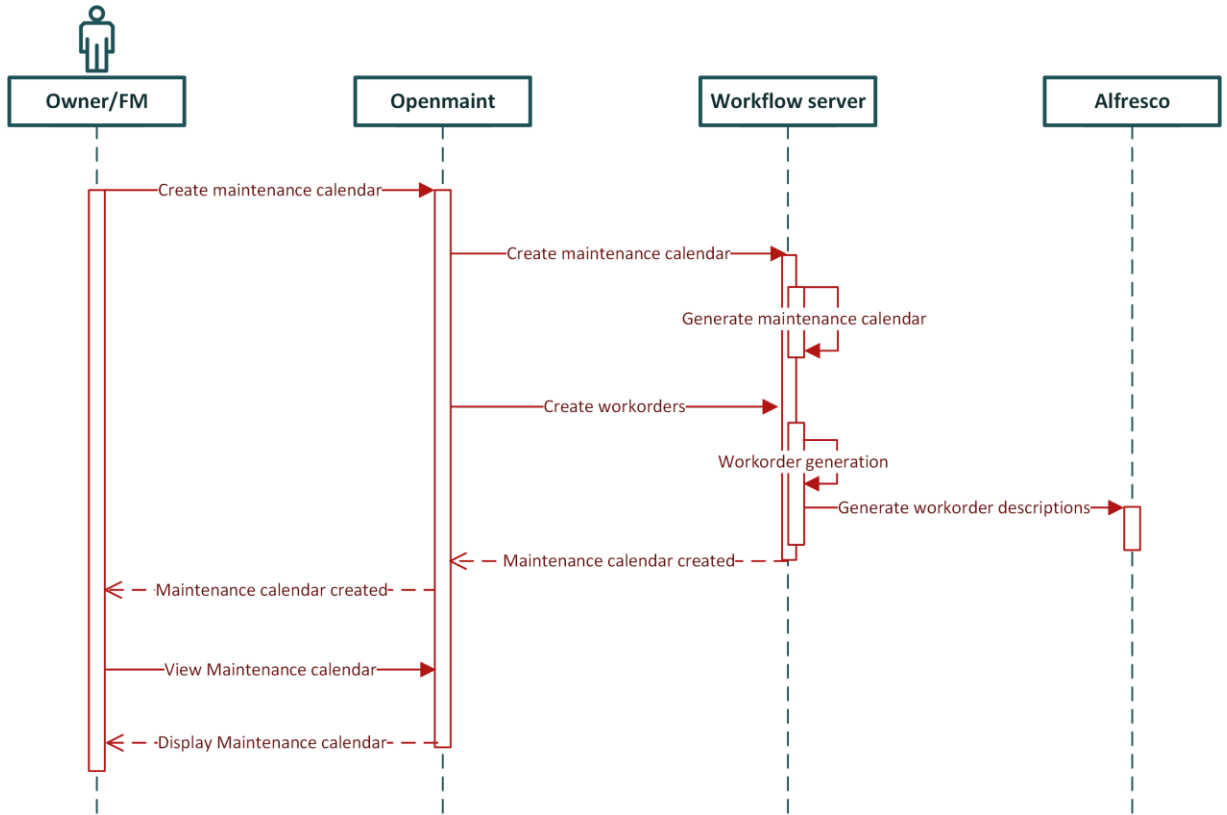 Owner/FM
Openmaint
Workflow server
Alfresco
Create maintenance calendar
Create maintenance calendar
Generate maintenance calendar
Create workorders
Workorder generation
Generate workorder descriptions
Maintenance calendar created
Maintenance calendar created
View Maintenance calendar
Display Maintenance calendar